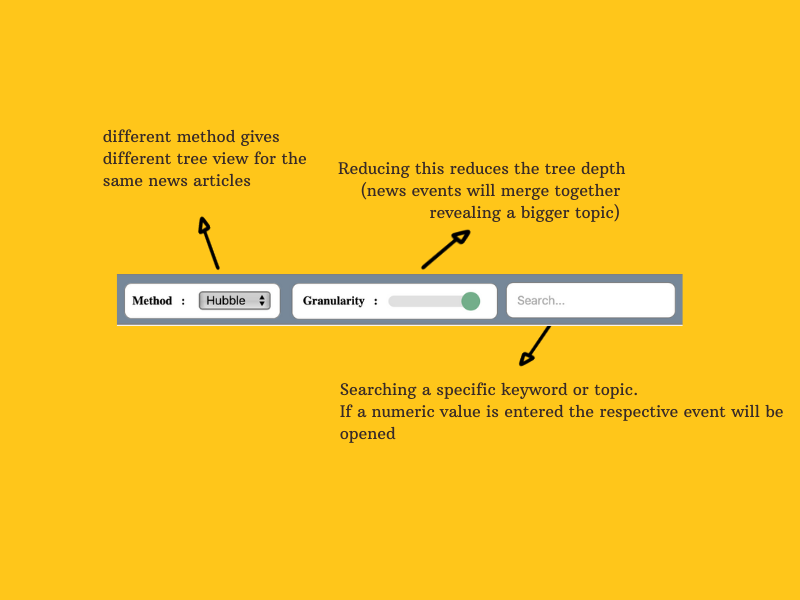 different method gives
different tree view for the
same news articles
Reducing this reduces the tree depth
(news events will merge together
revealing a bigger topic)
Method : Hubble
Granularity :
Search...
Searching a specific keyword or topic.
If a numeric value is entered the respective event will be
opened